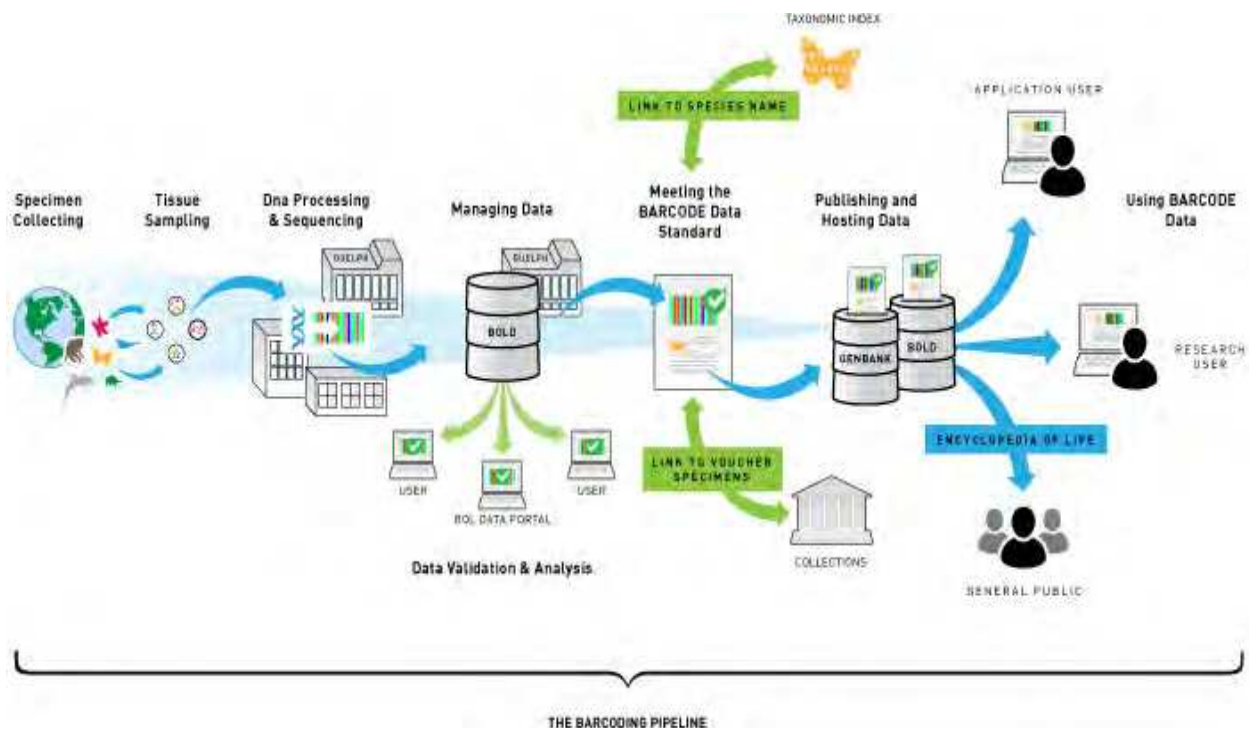 TAXONOMIC INDEX
LINK TO SPECIES NAME
APPLICATION USER
Specimen
Collecting
Tissue
Sampling
Dna Processing
& Sequencing
Managing Data
Meeting the
BARCODE Data
Standard
Publishing and
Hosting Data
Using BARCODE
Data
GUELPH
GUELPH
BOLD
GENBANK
BOLD
RESEARCH
USER
USER
BOL DATA PORTAL
USER
LINK TO VOUCHER
SPECIMENS
ENCYCLOPEDIA OF LIFE
COLLECTIONS
GENERAL PUBLIC
Data Validation & Analysis
THE BARCODING PIPELINE